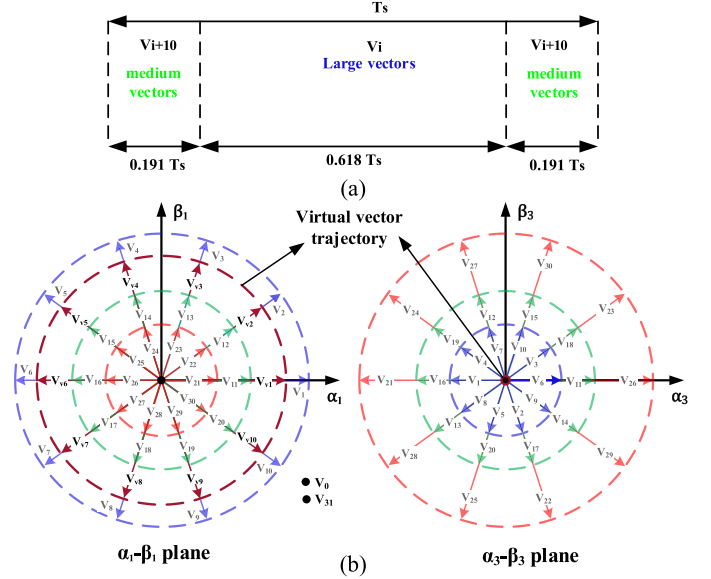 Ts
Vi+10
Vi
Vi+10
medium
vectors
Large vectors
medium
vectors
0.191 Ts
0.618 Ts
0.191 Ts
(a)
β1
Virtual vector
trajectory
β3
V4
V3
V5
Vv4
Vv3
V2
Vv5
Vv2
V14
V13
V15
V12
V24
V23
V25
V22
V6
Vv6
V16
V26
V21
V11
Vv1
V1
α1
V27
V30
V17
V28
V29
V20
V7
Vv7
V18
V19
Vv10
V10
Vv8
Vv9
V8
V9
V0
V31
V27
V30
V24
V23
V12
V15
V19
V18
V7
V10
V4
V3
V21
V16
V1
V6
V11
V26
α3
V8
V9
V5
V2
V13
V14
V20
V17
V28
V29
V25
V22
α1-β1 plane
(b)
α3-β3 plane